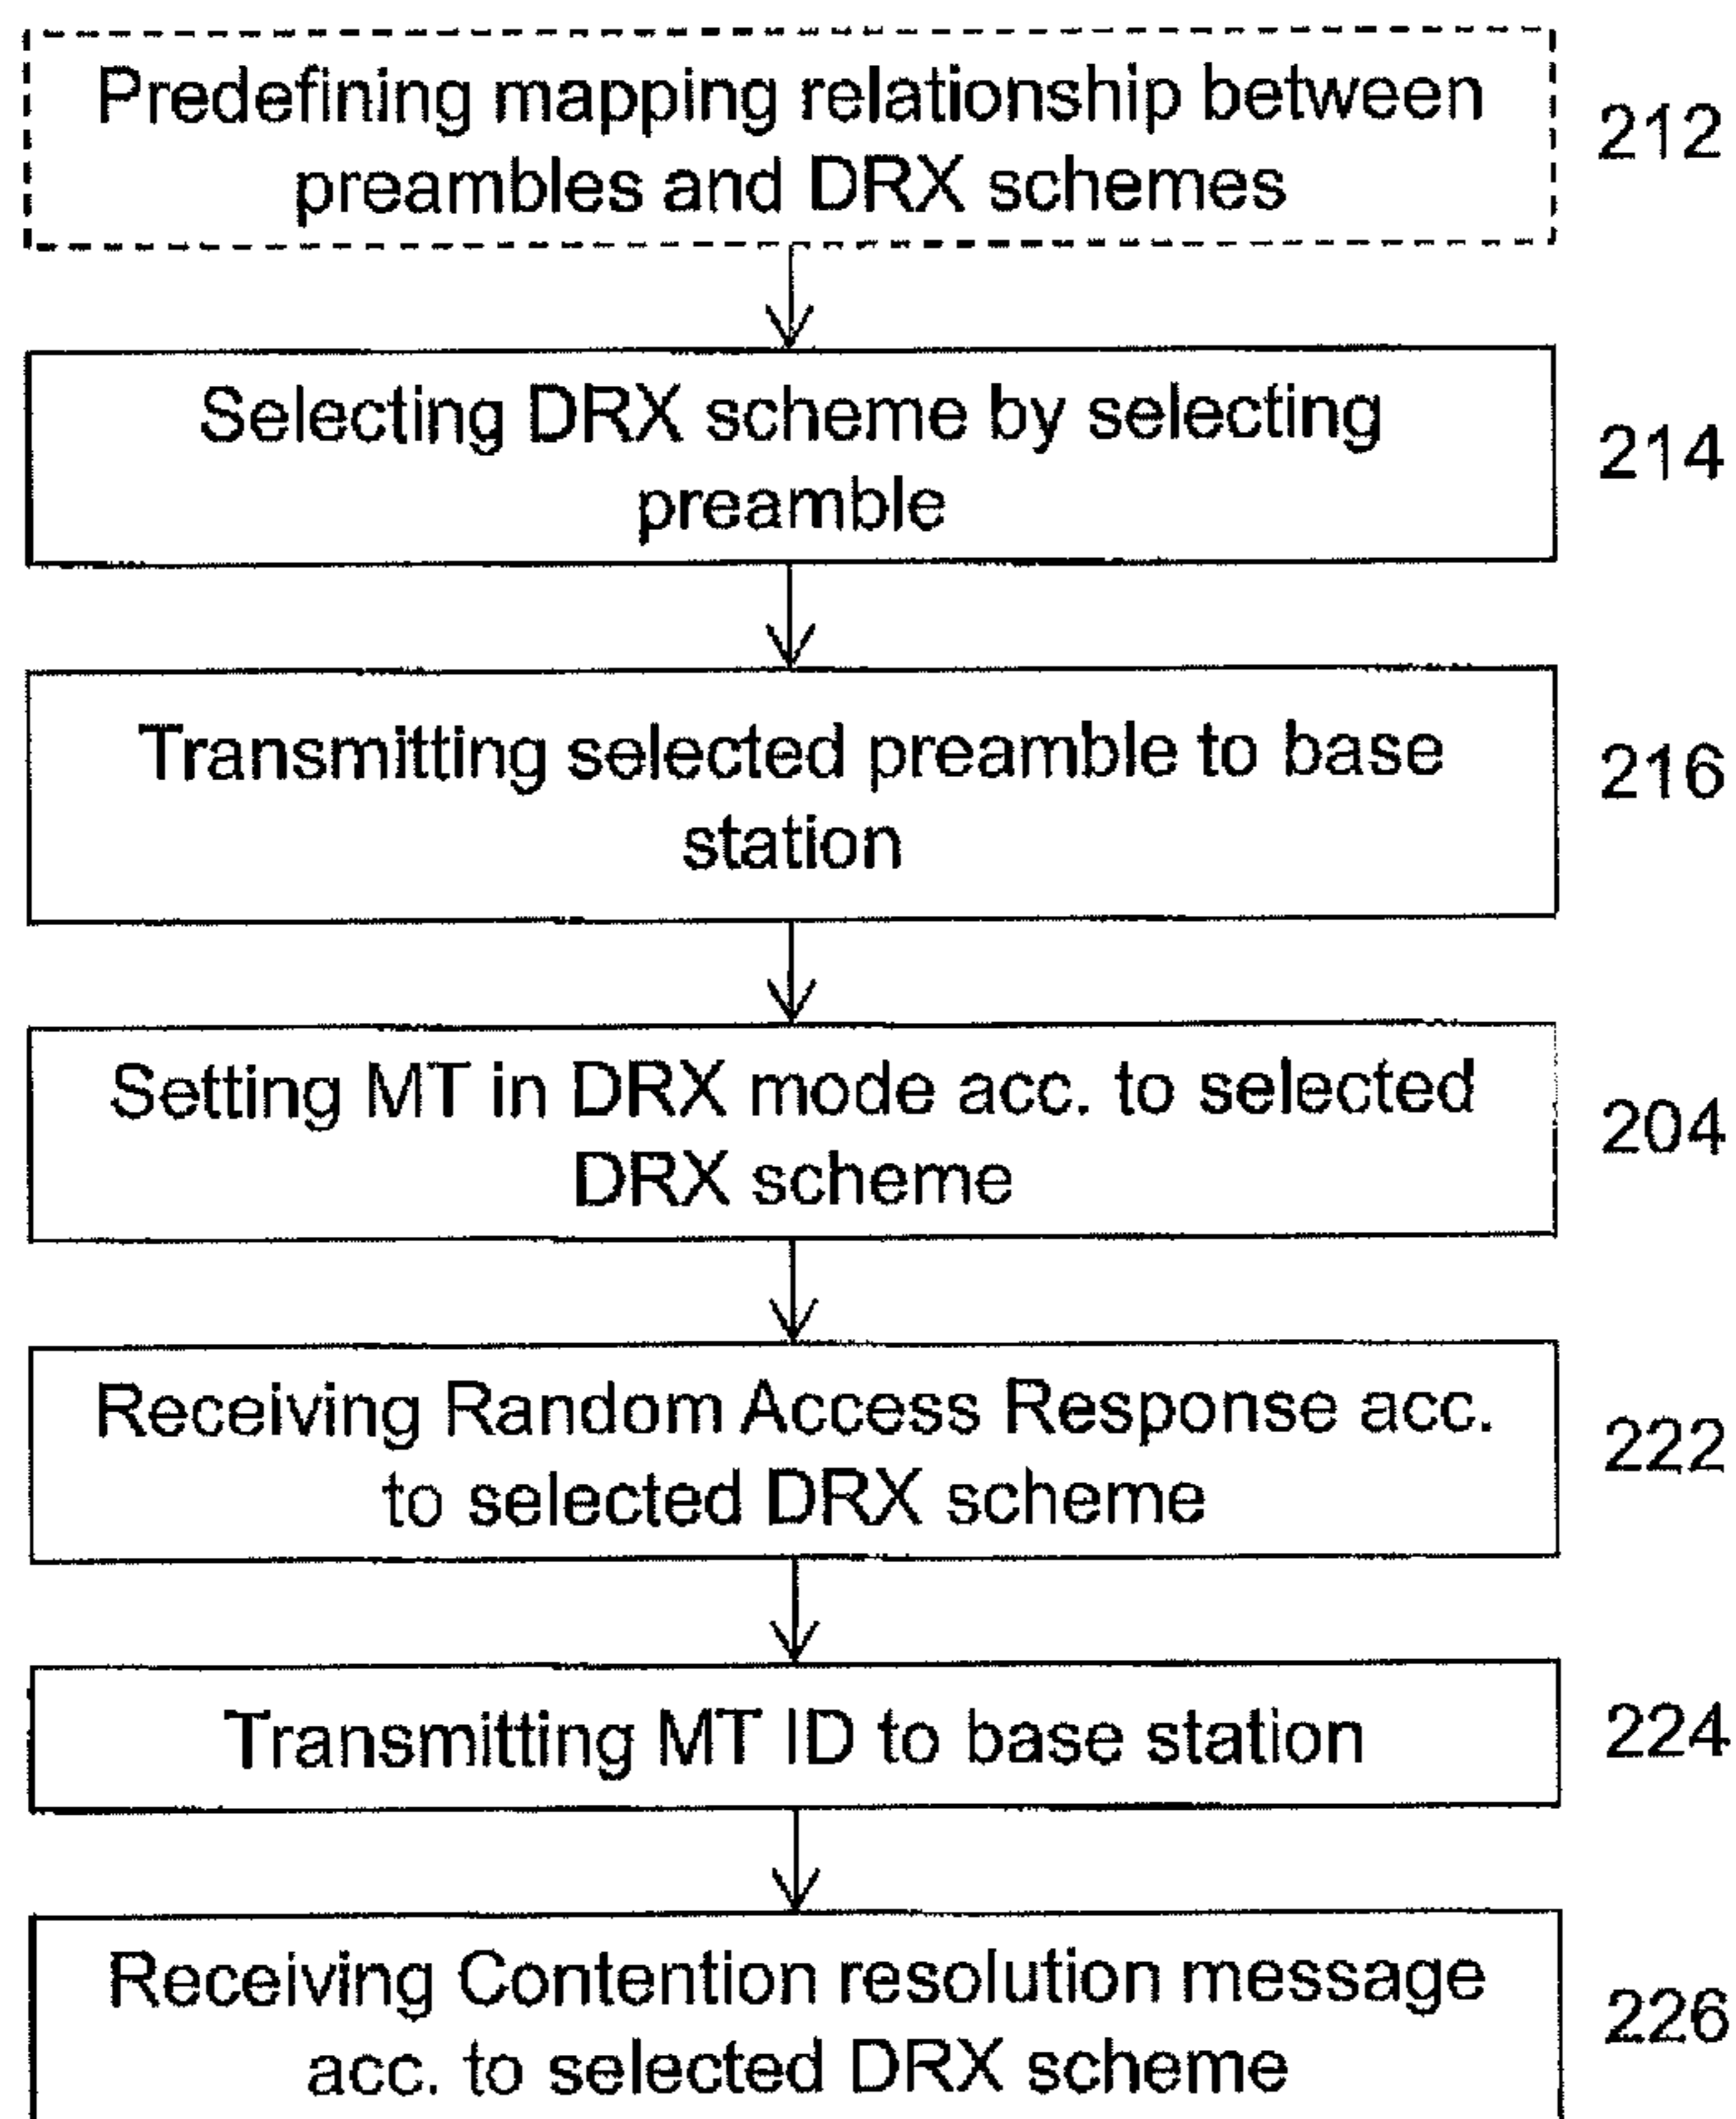 Predefining mapping relationship between
preambles and DRX schemes
212
Selecting DRX scheme by selecting
preamble
214
Transmitting selected preamble to base
station
216
Setting MT in DRX mode acc. to selected
DRX scheme
204
Receiving Random Access Response acc.
to selected DRX scheme
222
Transmitting MT ID to base station
224
Receiving Contention resolution message
acc. to selected DRX scheme
226